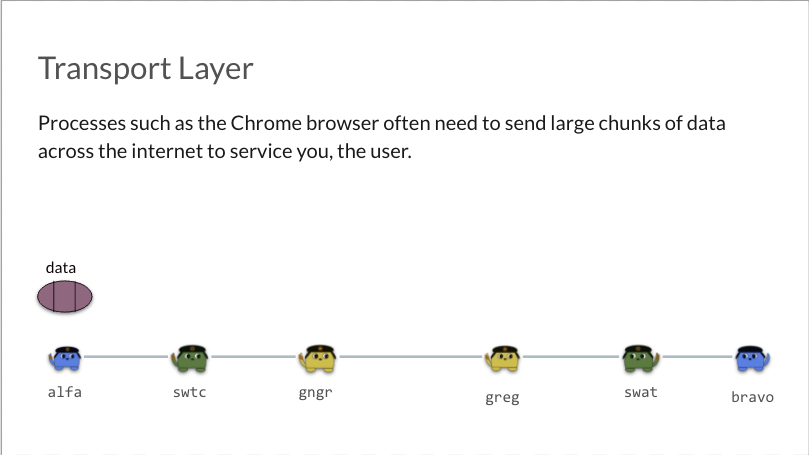 Transport Layer
Processes such as the Chrome browser often need to send large chunks of data
across the internet to service you, the user.
data
alfa
swtc
gngr
greg
swat
bravo